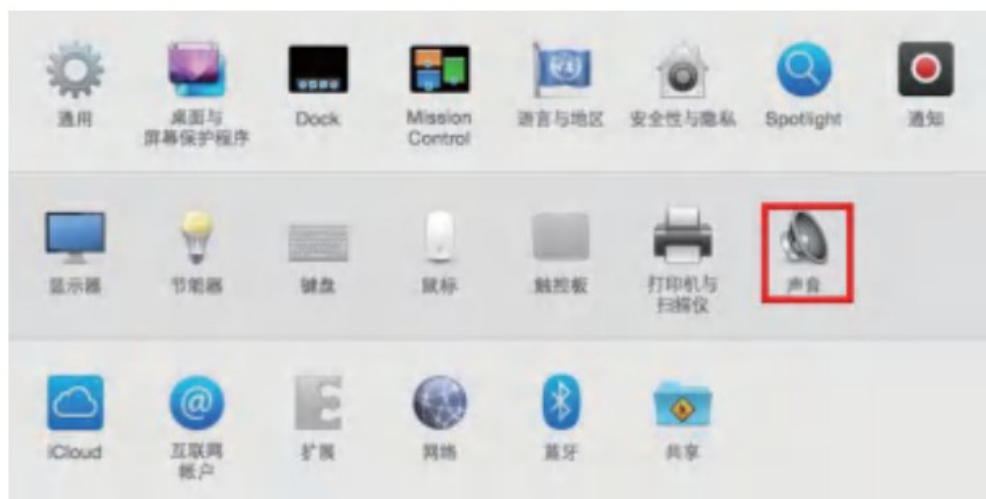 通用
桌面与
屏幕保护程序
Dock
Mission
Control
语言与地区
安全性与隐私
Spotlight
通知
显示器
节能器
键盘
鼠标
触控板
打印机与
扫描仪
声音
iCloud
互联网
帐户
扩展
网络
蓝牙
共享